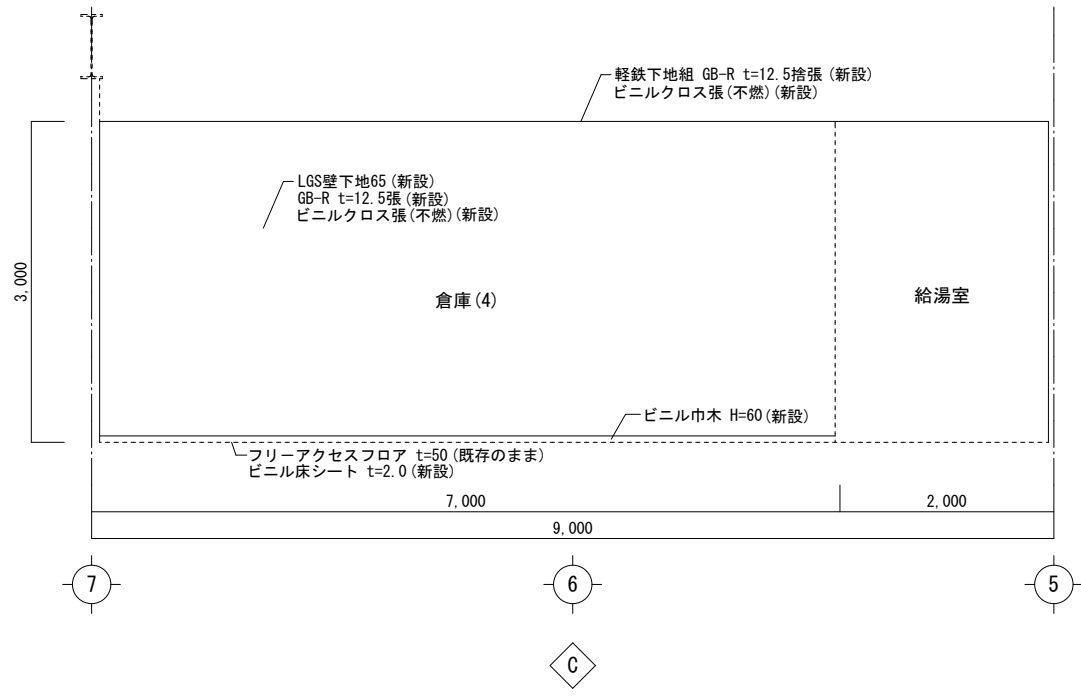 軽鉄下地組 GB-R t=12.5捨張(新設)
ビニルクロス張(不燃)(新設)
LGS壁下地65(新設)
GB-R t=12.5張(新設)
ビニルクロス張(不燃)(新設)
3,000
倉庫(4)
給湯室
ビニル巾木 H=60(新設)
フリーアクセスフロア t=50(既存のまま)
ビニル床シート t=2.0(新設)
7,000
2,000
9,000
7
6
5
C